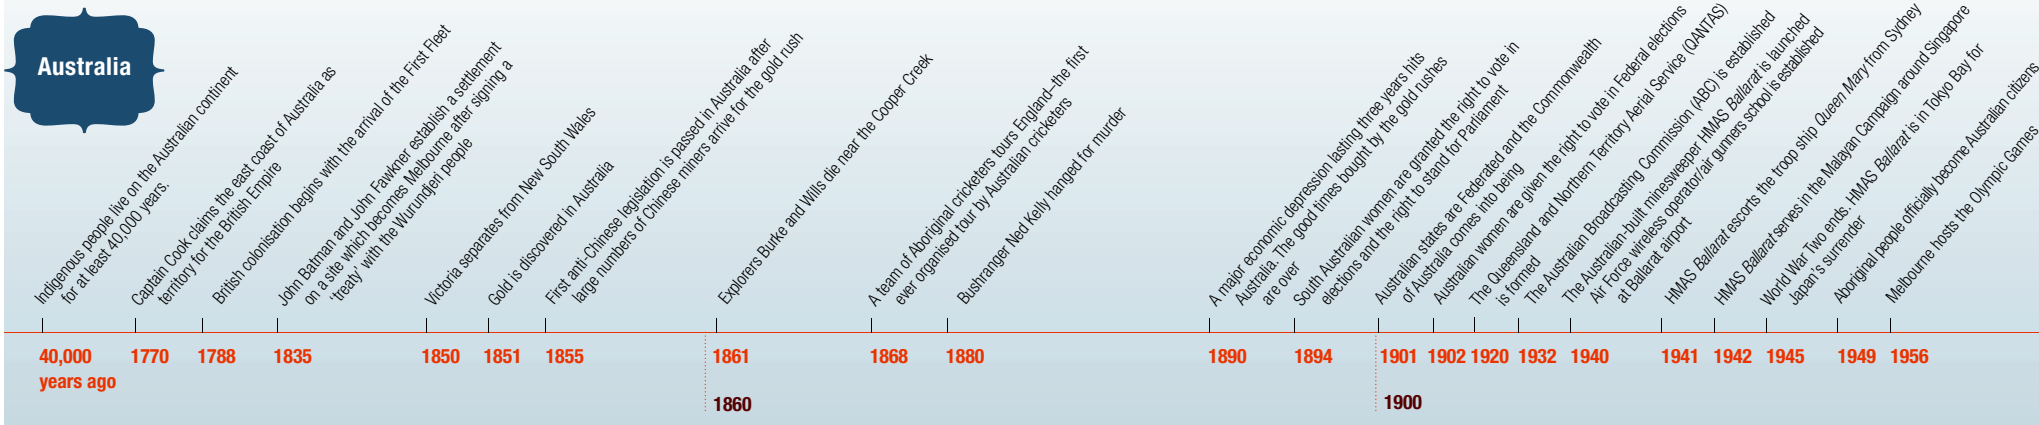 Australia
Indigenous people live on the Australian continent
for at least 40,000 years.
Captain Cook claims the east coast of Australia as
territory for the British Empire
British colonisation begins with the arrival of the First Fleet
John Batman and John Fawkner establish a settlement
on a site which becomes Melbourne after signing a
‘treaty’ with the Wurunderi people
Victoria separates from New South Wales
Gold is discovered in Australia
First anti-Chinese legislation is passed in Australia after
large numbers of Chinese miners arrive for the gold rush
Explorers Burke and Wills die near the Cooper Creek
A team of Aboriginal cricketers tours England–the first
ever organised tour by Australian cricketers
Bushranger Ned Kelly hanged for murder
A major economic depression lasting three years hits
Australia. The good times bought by the gold rushes
are over
South Australian women are granted the right to vote in
elections and the right to stand for Parliament
Australian states are Federated and the Commonwealth
of Australia comes into being
Australian women are given the right to vote in Federal elections
The Queensland and Northern Territory Aerial Service (QANTAS)
is formed
The Australian Broadcasting Commission (ABC) is established
The Australian-built minesweeper HMAS Ballarat is launched
Air Force wireless operator/air gunners school is established
at Ballarat airport
HMAS Ballarat escorts the troop ship Queen Mary from Sydney
HMAS Ballarat serves in the Malayan Campaign around Singapore
World War Two ends. HMAS Ballarat is in Tokyo Bay for
Japan's surrender
Aboriginal people officially become Australian citizens
Melbourne hosts the Olympic Games
40,000
years ago
1770
1788
1835
1850
1851
1855
1861
1868
1880
1890
1894
1901
1902
1920
1932
1940
1941
1942
1945
1949
1956
1860
1900